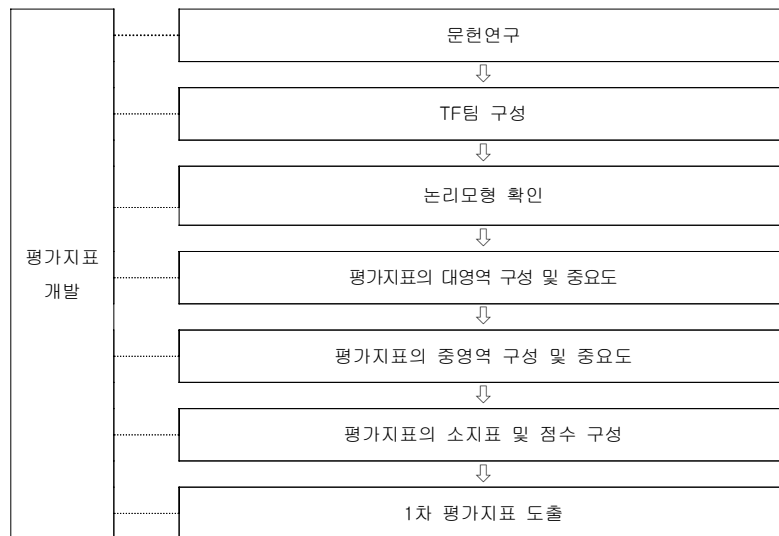 문헌연구
⇩
TF팀 구성
⇩
논리모형 확인
⇩
평가지표
개발
평가지표의 대영역 구성 및 중요도
⇩
평가지표의 중영역 구성 및 중요도
⇩
평가지표의 소지표 및 점수 구성
⇩
1차 평가지표 도출